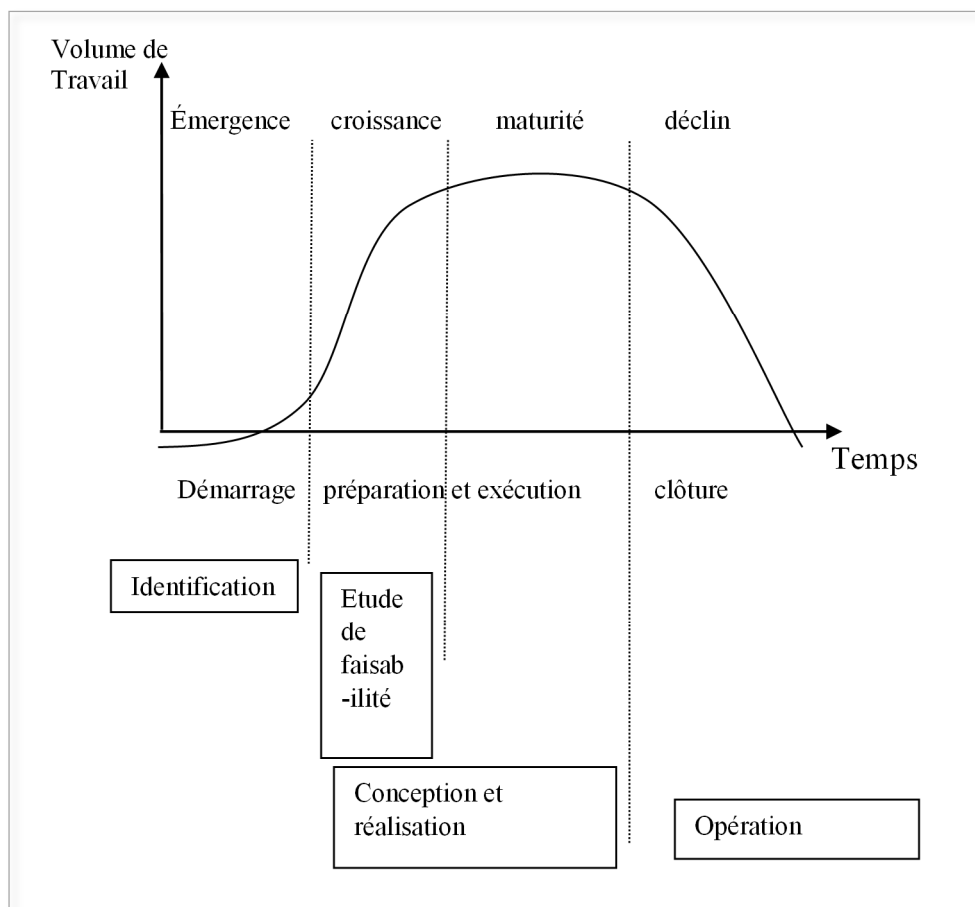 Volume de
Travail
Émergence croissance maturité déclin
Temps
Démarrage préparation et exécution clôture
Identification
Etude
de
faisab
-ilité
Conception et
réalisation
Opération